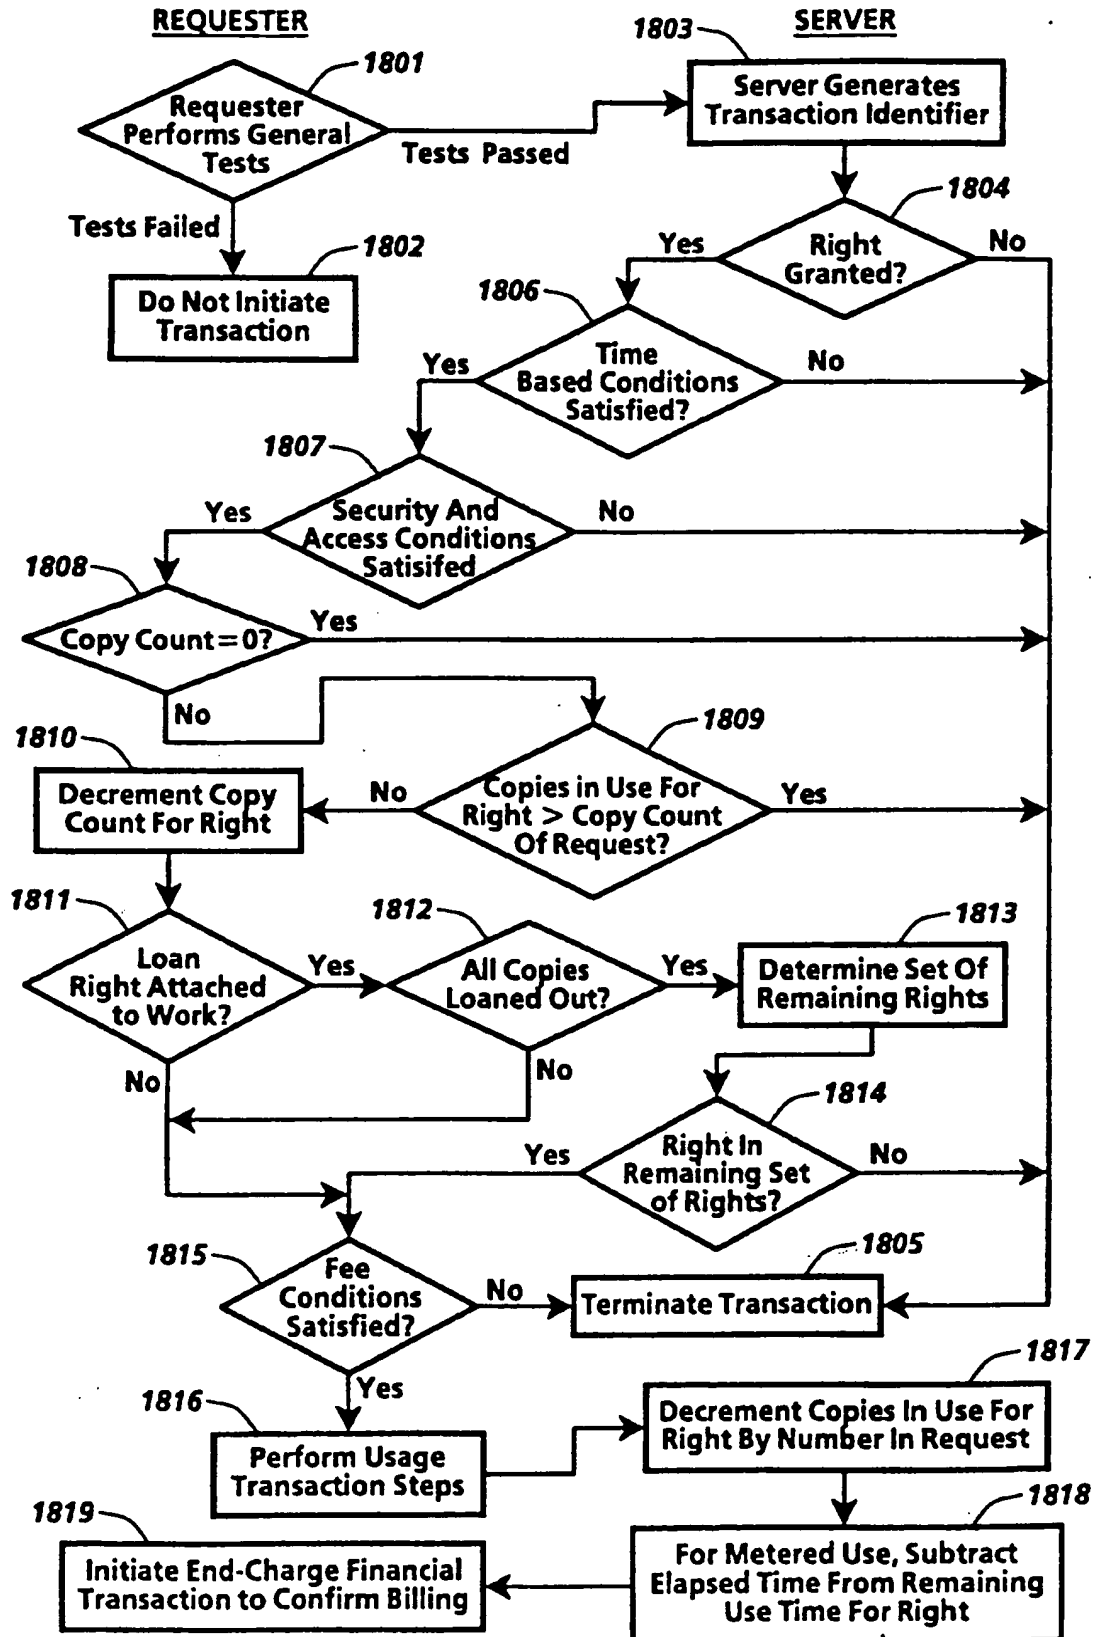 REQUESTER
SERVER
1801
1803
Requester
Performs General
Tests
Tests Passed
Server Generates
Transaction Identifier
Tests Failed
1802
Do Not Initiate
Transaction
1804
Right
Granted?
Yes
No
1806
Time
Based Conditions
Satisfied?
Yes
No
1807
Security And
Access Conditions
Satisifed
Yes
No
1808
Copy Count=0?
Yes
No
1809
Copies in Use For
Right > Copy Count
Of Request?
No
Yes
1810
Decrement Copy
Count For Right
1811
Loan
Right Attached
to Work?
Yes
No
1812
All Copies
Loaned Out?
Yes
No
1813
Determine Set Of
Remaining Rights
1814
Right In
Remaining Set
of Rights?
Yes
No
1815
Fee
Conditions
Satisfied?
No
Yes
1805
Terminate Transaction
1816
Perform Usage
Transaction Steps
1817
Decrement Copies In Use For
Right By Number In Request
1818
For Metered Use, Subtract
Elapsed Time From Remaining
Use Time For Right
1819
Initiate End-Charge Financial
Transaction to Confirm Billing